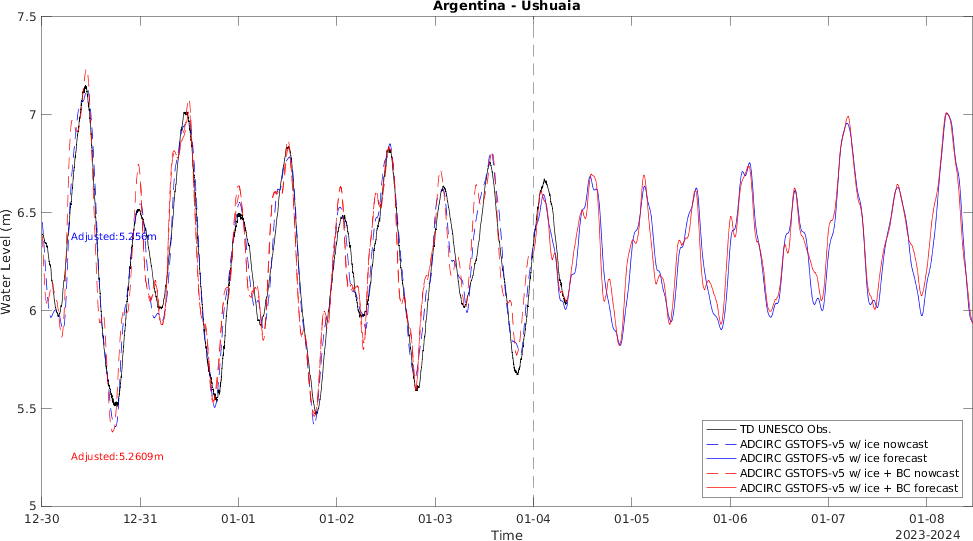 Argentina - Ushuaia
7.5
7
6.5
6
5.5
5
Water Level (m)
Adjusted:5.256m
Adjusted:5.2609m
TD UNESCO Obs.
ADCIRC GSTOFS-v5 w/ ice nowcast
ADCIRC GSTOFS-v5 w/ ice forecast
ADCIRC GSTOFS-v5 w/ ice + BC nowcast
ADCIRC GSTOFS-v5 w/ ice + BC forecast
12-30 12-31 01-01 01-02 01-03 01-04 01-05 01-06 01-07 01-08
Time
2023-2024